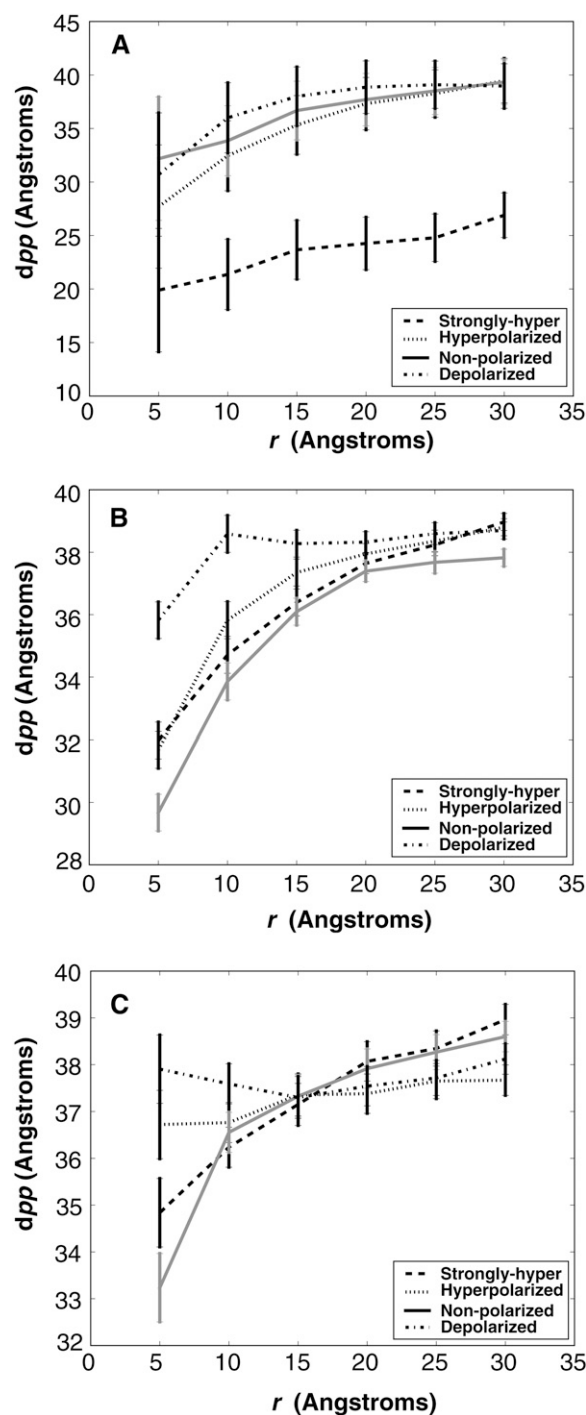 A
45
40
35
30
25
20
15
10
dpp (Angstroms)
Strongly-hyper
Hyperpolarized
Non-polarized
Depolarized
0 5 10 15 20 25 30 35
r (Angstroms)
B
40
38
36
34
32
30
28
dpp (Angstroms)
Strongly-hyper
Hyperpolarized
Non-polarized
Depolarized
0 5 10 15 20 25 30 35
r (Angstroms)
C
40
39
38
37
36
35
34
33
32
dpp (Angstroms)
Strongly-hyper
Hyperpolarized
Non-polarized
Depolarized
0 5 10 15 20 25 30 35
r (Angstroms)